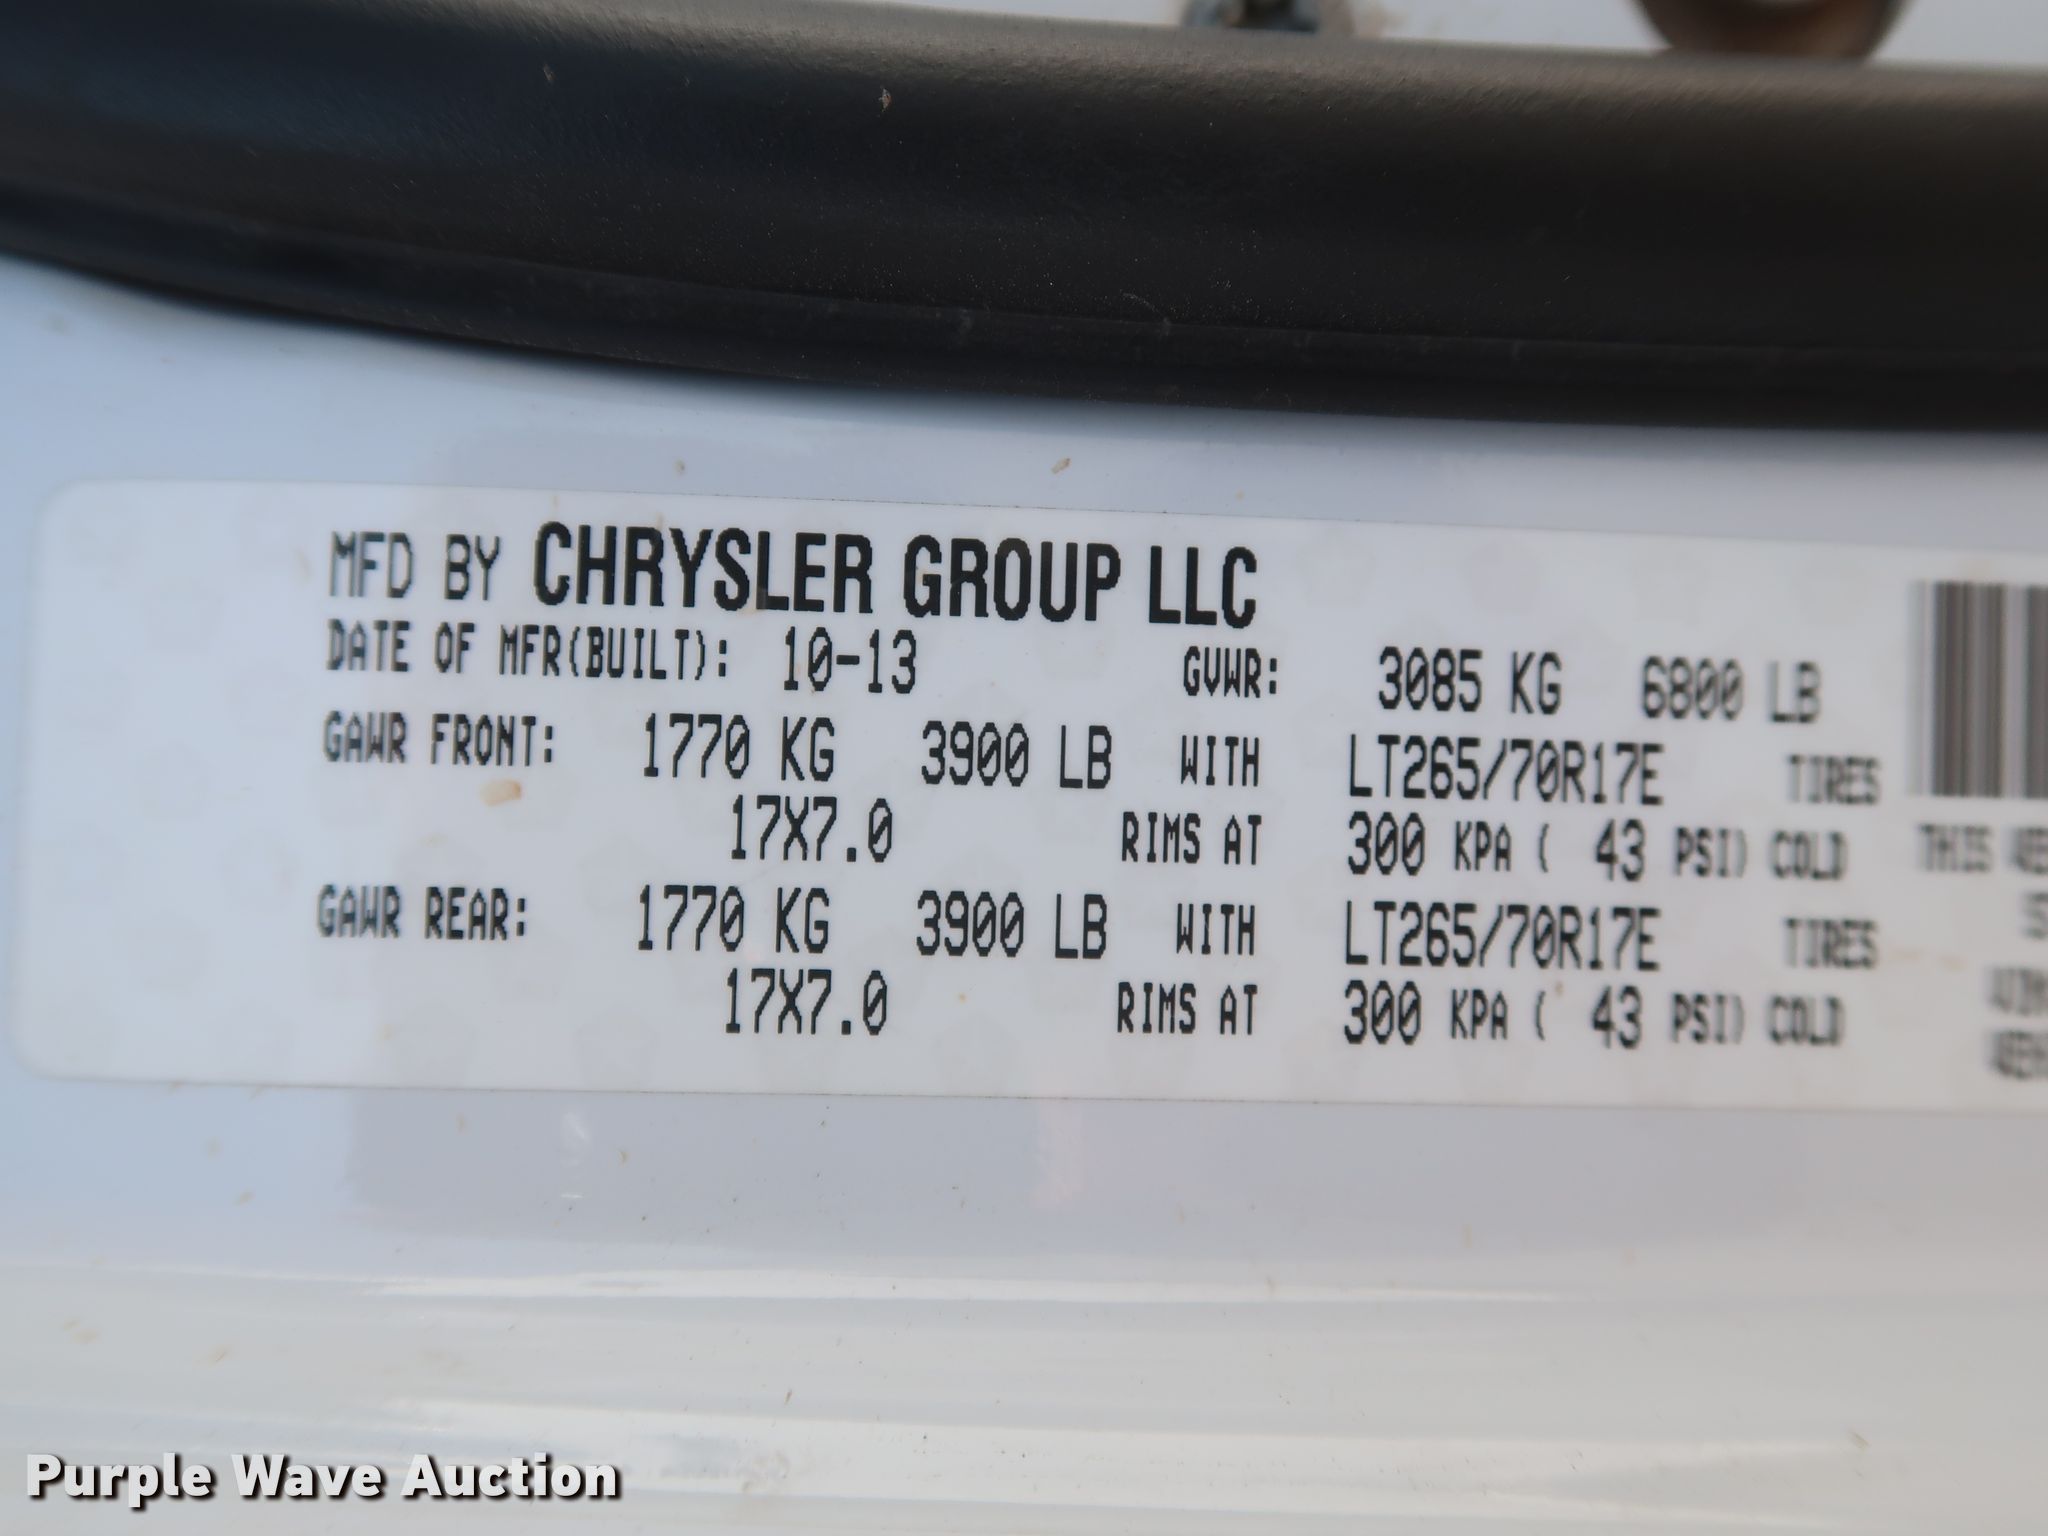 MFD BY CHRYSLER GROUP LLC
DATE OF MFR(BUILT): 10-13 GVWR: 3085 KG 6800 LB
GAWR FRONT: 1770 KG 3900 LB WITH LT265/70R17E TIRES
17X7.0 RIMS AT 300 KPA ( 43 PSI) COLD
THIS
GAWR REAR: 1770 KG 3900 LB WITH LT265/70R17E TIRES
17X7.0 RIMS AT 300 KPA ( 43 PSI) COLD
Purple Wave Auction